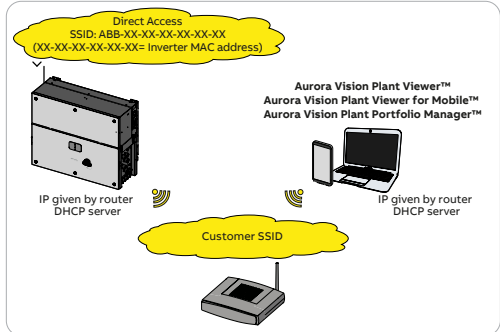 Direct Access
SSID: ABB-XX-XX-XX-XX-XX-XX
(XX-XX-XX-XX-XX-XX= Inverter MAC address)
Aurora Vision Plant Viewer™
Aurora Vision Plant Viewer for Mobile™
Aurora Vision Plant Portfolio Manager™
IP given by router
DHCP server
IP given by router
DHCP server
Customer SSID